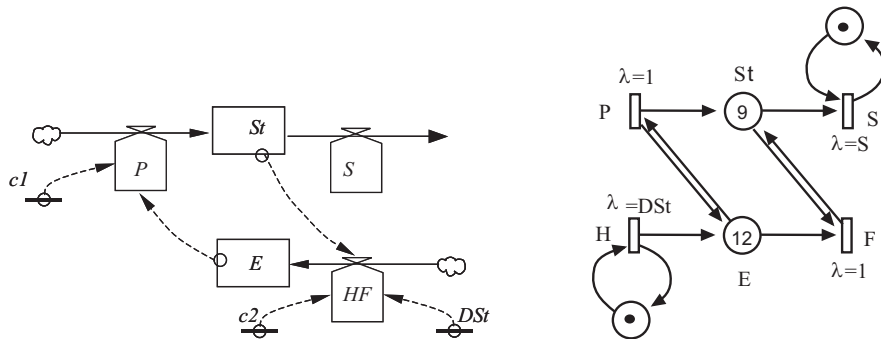 St
P
S
c1
E
HF
c2
DSt
λ=1
St
P
9
S
λ=S
λ =DSt
H
12
F
E
λ=1